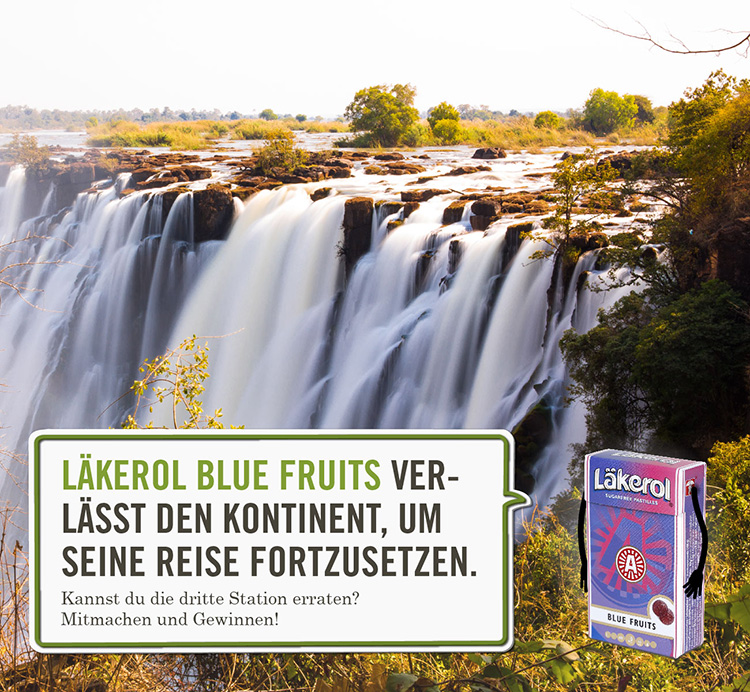 LÄKEROL BLUE FRUITS VER-
LÄSST DEN KONTINENT, UM
SEINE REISE FORTZUSETZEN.
Kannst du die dritte Station erraten?
Mitmachen und Gewinnen!
Läkerol
SUGARFREE PASTILLES
A
BLUE FRUITS